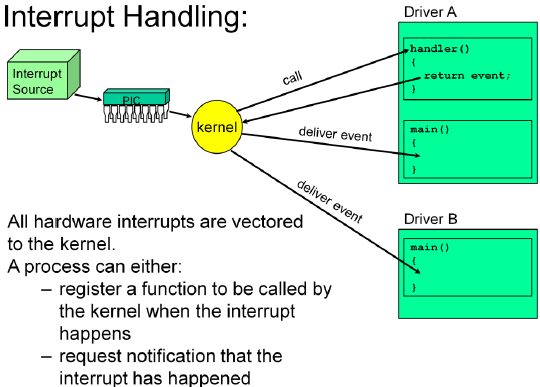 Interrupt Handling:
Interrupt
Source
PIC
kernel
call
deliver event
deliver event
Driver A
handler()
{
return event;
}
main()
{
}
Driver B
main()
{
}
All hardware interrupts are vectored
to the kernel.
A process can either:
– register a function to be called by
the kernel when the interrupt
happens
– request notification that the
interrupt has happened